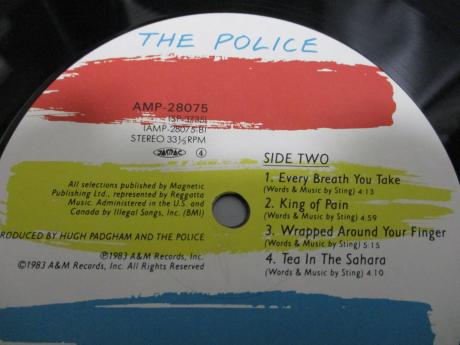 THE POLICE
AMP-28075
(SP-3735)
(AMP-28075-B)
STEREO 33⅓RPM
JASRAC ④
All selections published by Magnetic
Publishing Ltd., represented by Reggatta
Music. Administered in the U.S. and
Canada by Illegal Songs, Inc. (BMI)
RODUCED BY HUGH PADGHAM AND THE POLICE
℗1983 A&M Records, Inc.
©1983 A&M Records, Inc. All Rights Reserved
SIDE TWO
1. Every Breath You Take
(Words & Music by Sting) 4:13
2. King of Pain
(Words & Music by Sting) 4:59
3. Wrapped Around Your Finger
(Words & Music by Sting) 5:15
4. Tea In The Sahara
(Words & Music by Sting) 4:10